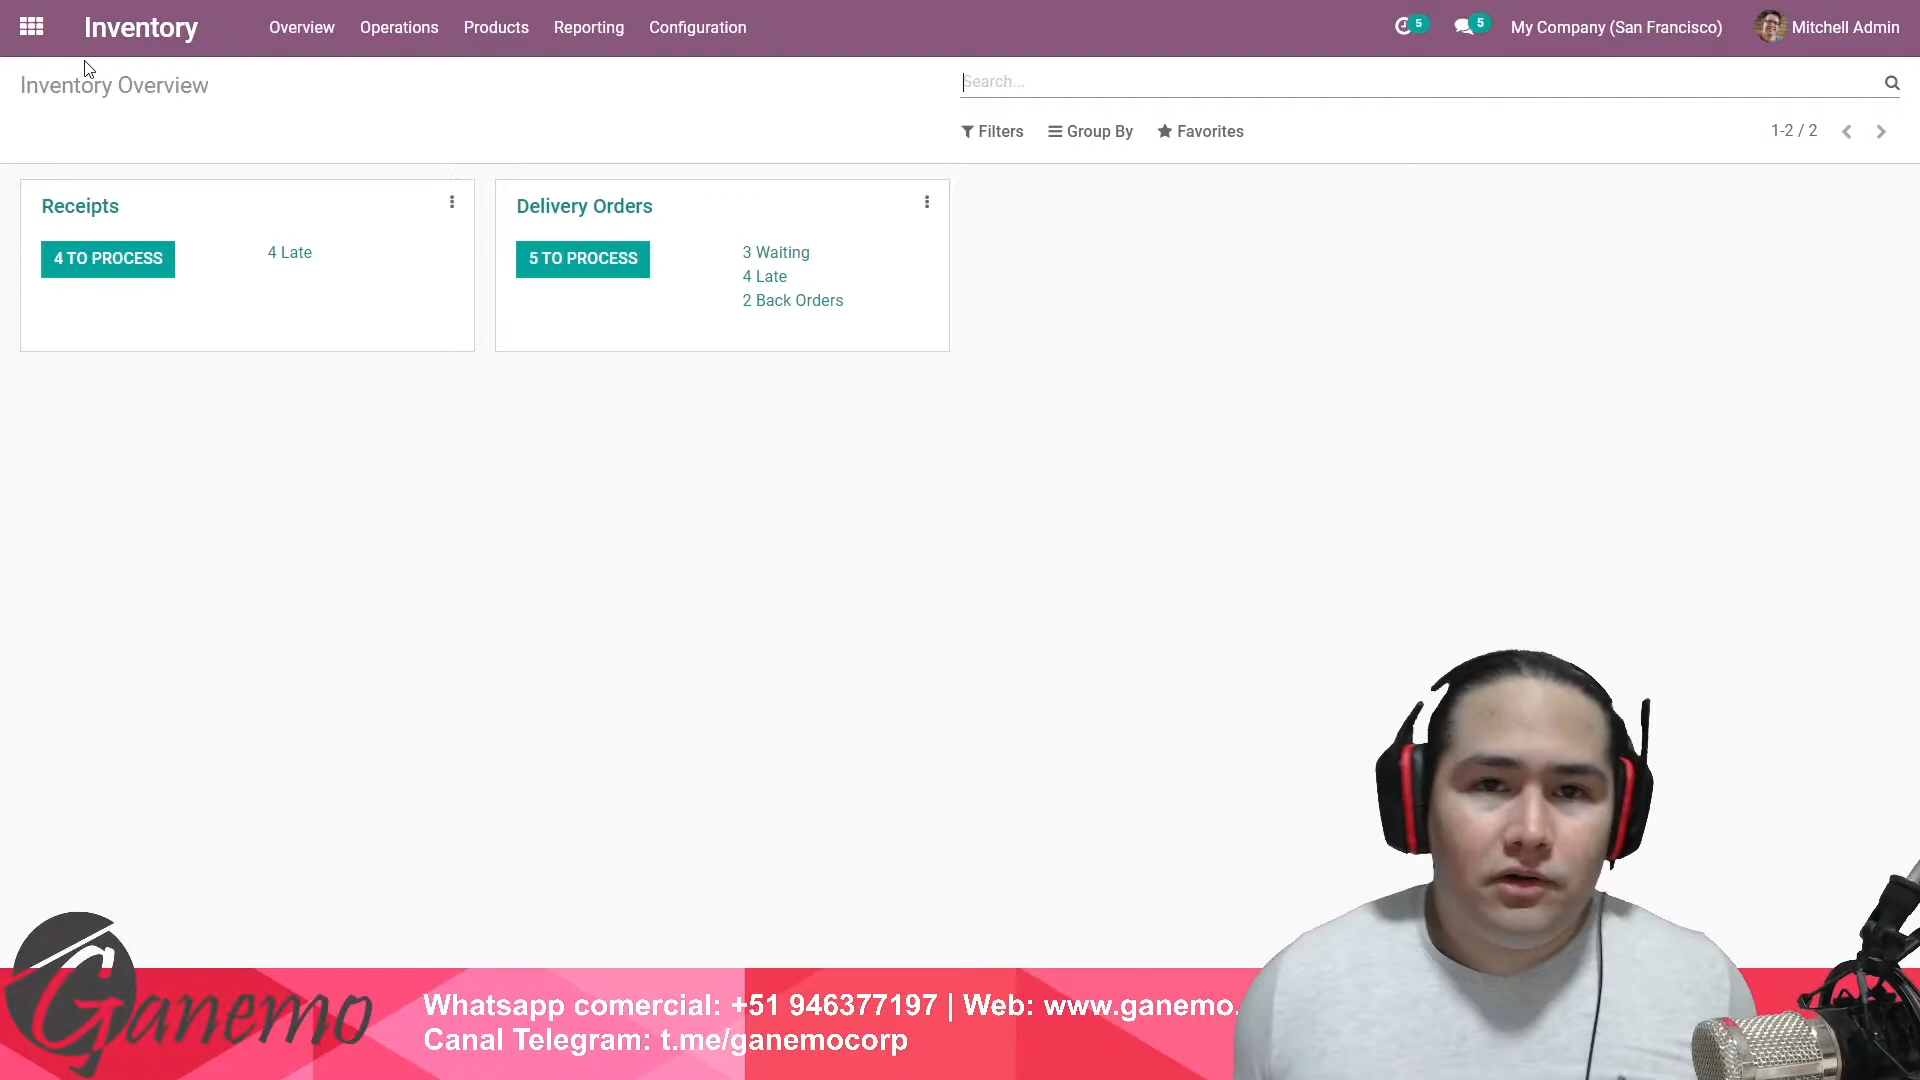 Inventory
Overview
Operations
Products
Reporting
Configuration
5
5
My Company (San Francisco)
Mitchell Admin
Inventory Overview
Search...
Filters
Group By
Favorites
1-2 / 2
Receipts
4 TO PROCESS
4 Late
Delivery Orders
5 TO PROCESS
3 Waiting
4 Late
2 Back Orders
Ganemo
Whatsapp comercial: +51 946377197 | Web: www.ganemo.
Canal Telegram: t.me/ganemocorp